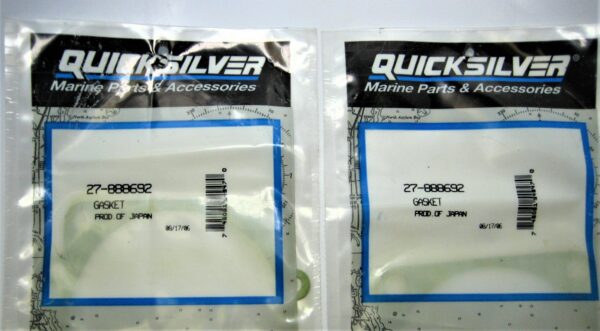 QUICKSILVER
Marine Parts & Accessories
27-888692
GASKET
PROD.OF JAPAN
08/17/06
QUICKSILVER®
Marine Parts & Accessories
27-888692
GASKET
PROD.OF JAPAN
08/17/06